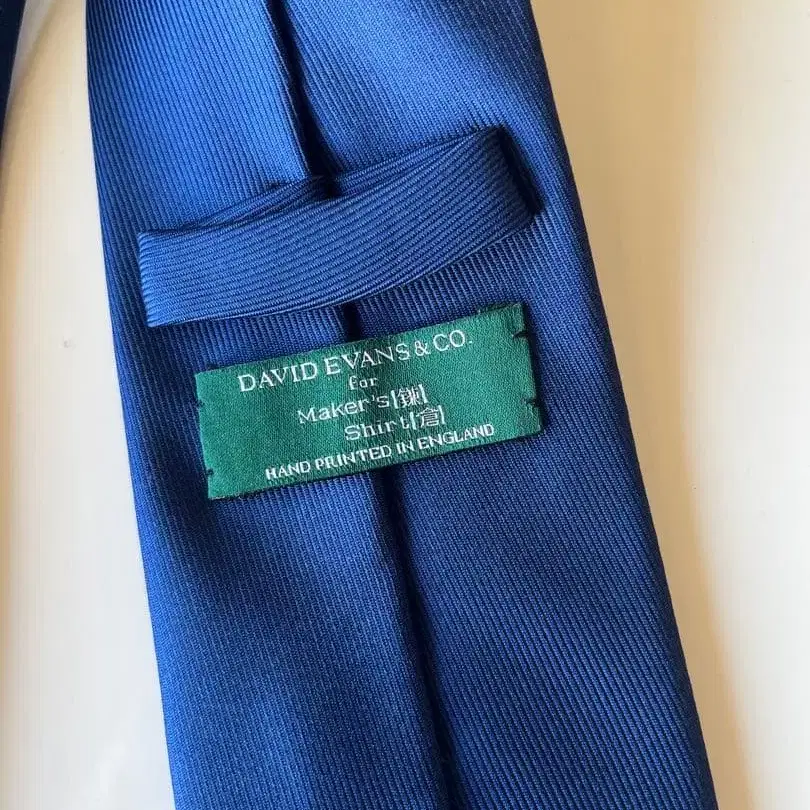 DAVID EVANS & CO.
for
Maker's 鎌
Shirt 倉
HAND PRINTED IN ENGLAND